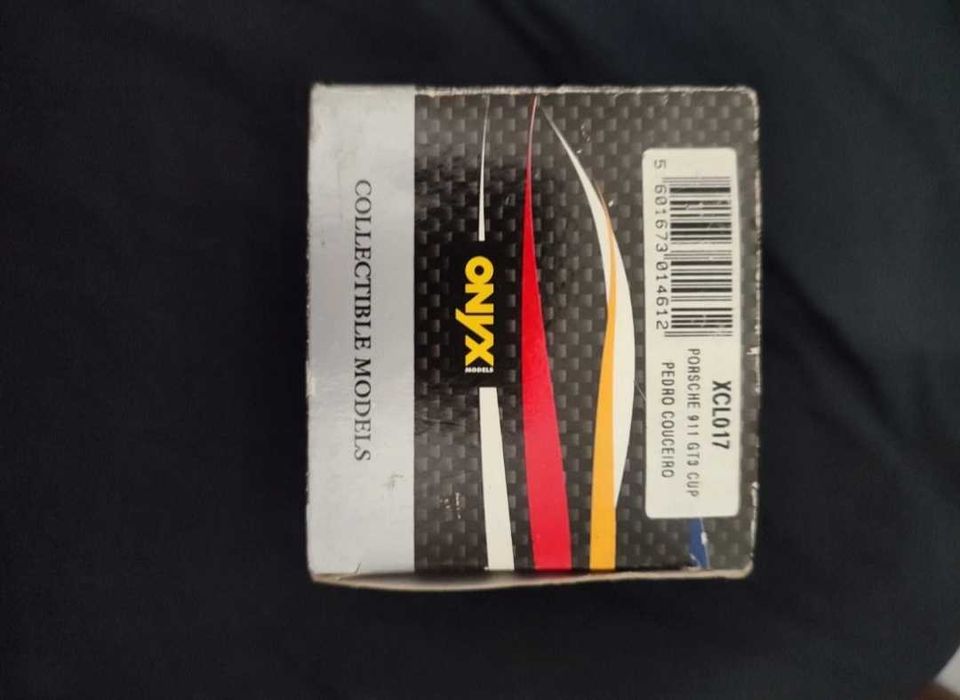 XCL017
PORSCHE 911 GT3 CUP
PEDRO COUCEIRO
5 601673 014612
ONYX
MODELS
COLLECTIBLE MODELS